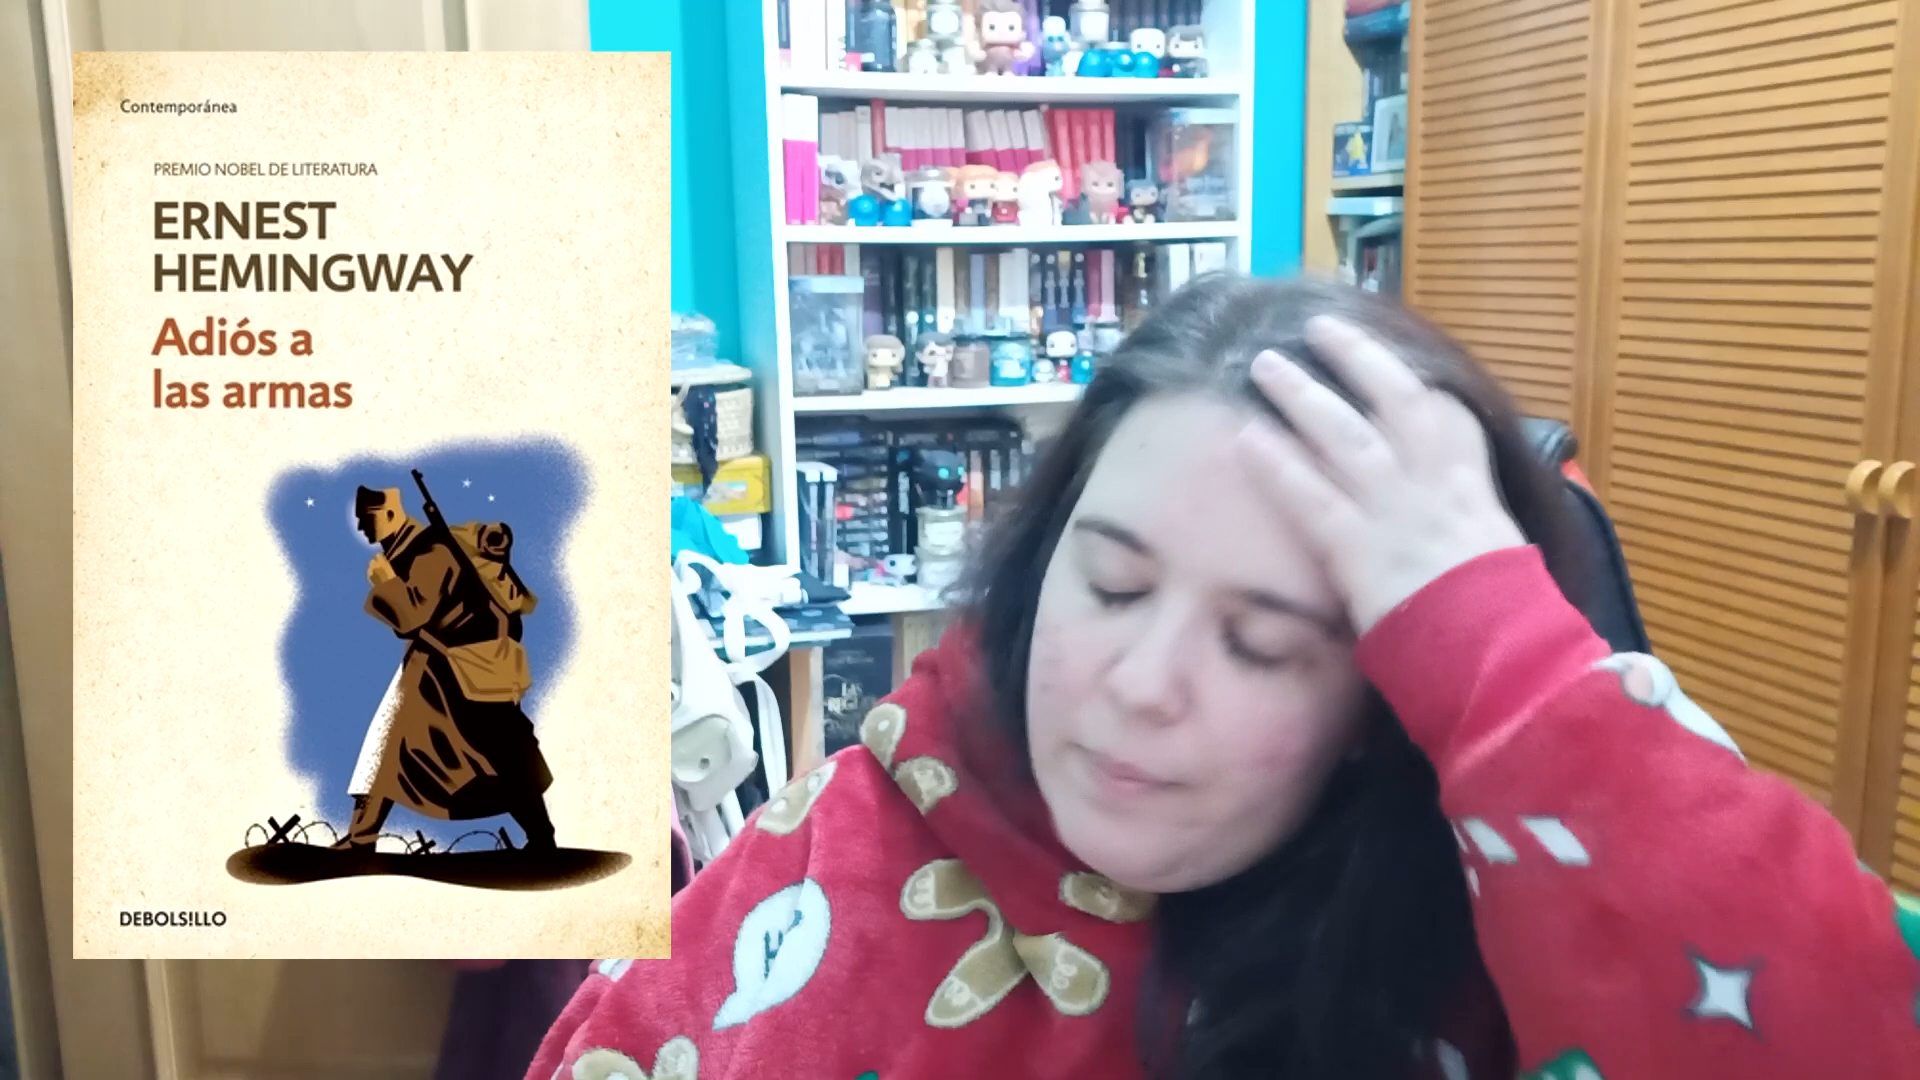 Contemporánea
PREMIO NOBEL DE LITERATURA
ERNEST
HEMINGWAY
Adiós a
las armas
DEBOLS!LLO